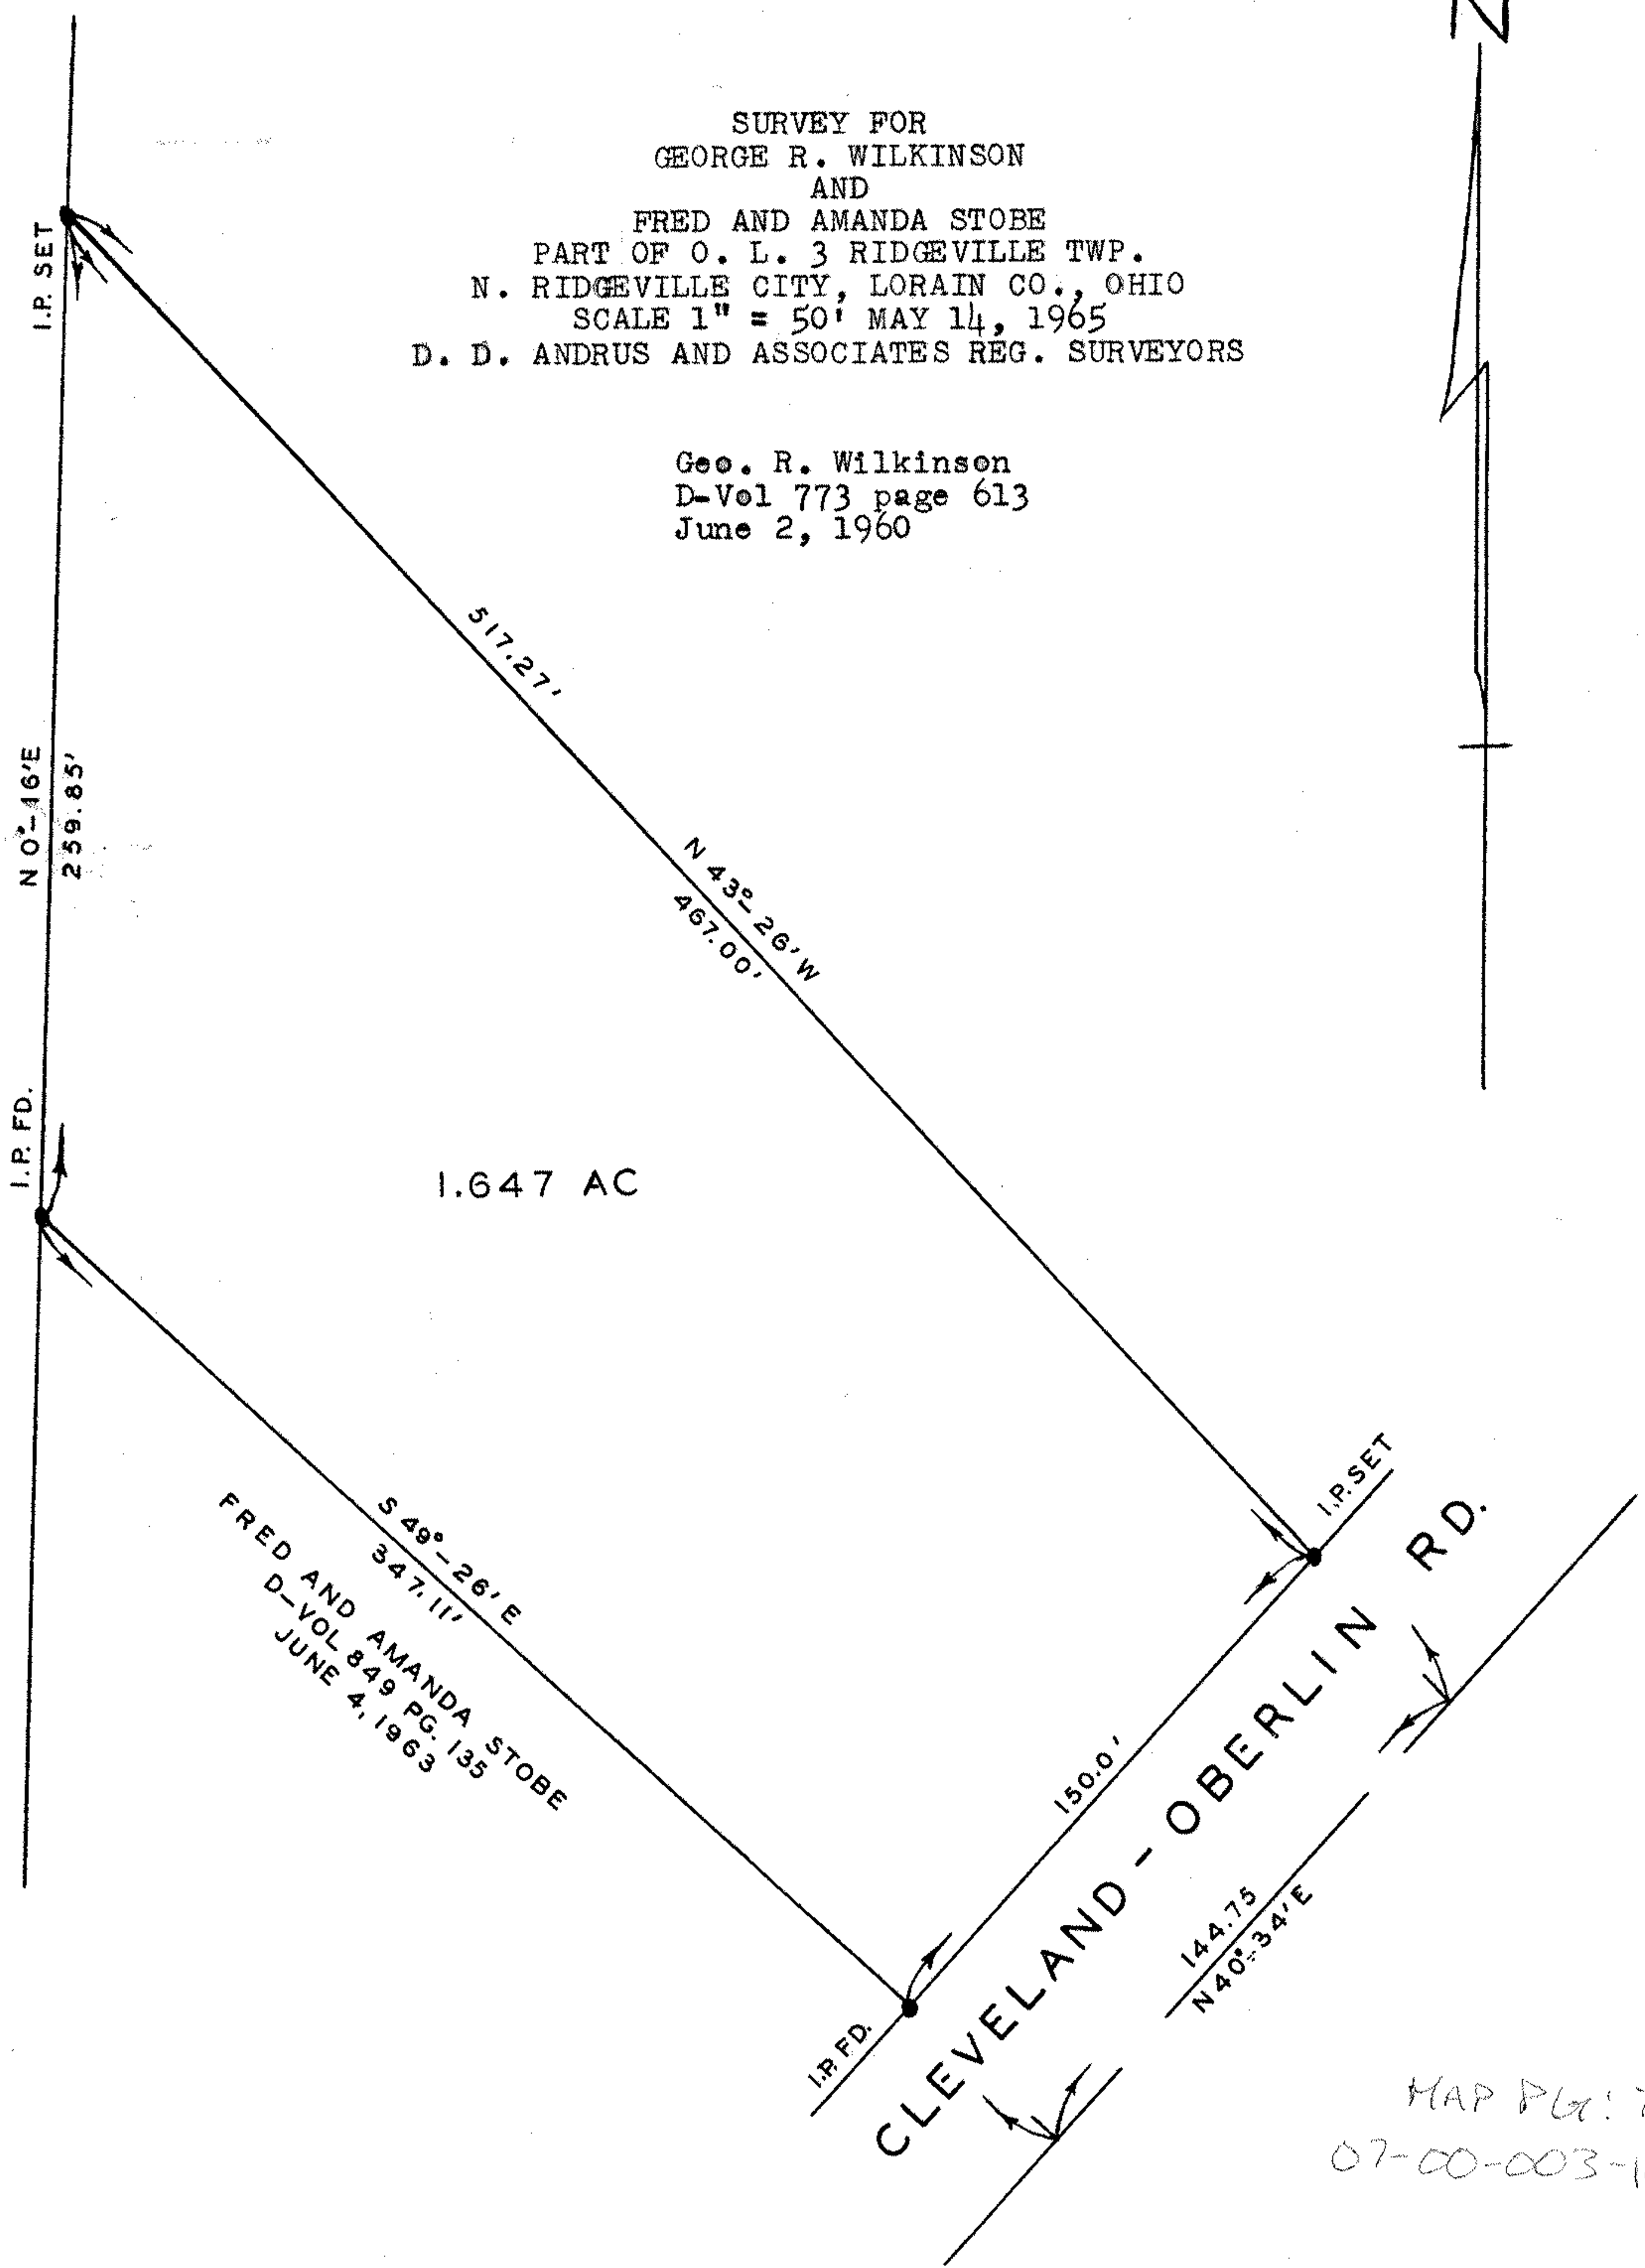 N
SURVEY FOR
GEORGE R. WILKINSON
AND
FRED AND AMANDA STOBE
PART OF O. L. 3 RIDGEVILLE TWP.
N. RIDGEVILLE CITY, LORAIN CO., OHIO
SCALE 1" = 50' MAY 14, 1965
D. D. ANDRUS AND ASSOCIATES REG. SURVEYORS
Geo. R. Wilkinson
D-Vol 773 page 613
June 2, 1960
I.P. SET
517.27'
N 0°-16'E
259.85'
N 43°-26'W
467.00'
I.P. FD.
1.647 AC
S 49°-26'E
347.11'
FRED AND AMANDA STOBE
D-VOL 849 PG. 135
JUNE 4, 1963
I.P. SET
150.0'
CLEVELAND-OBERLIN RD.
144.75
N 40°-34'E
I.P. FD.
MAP PG:
07-00-003-